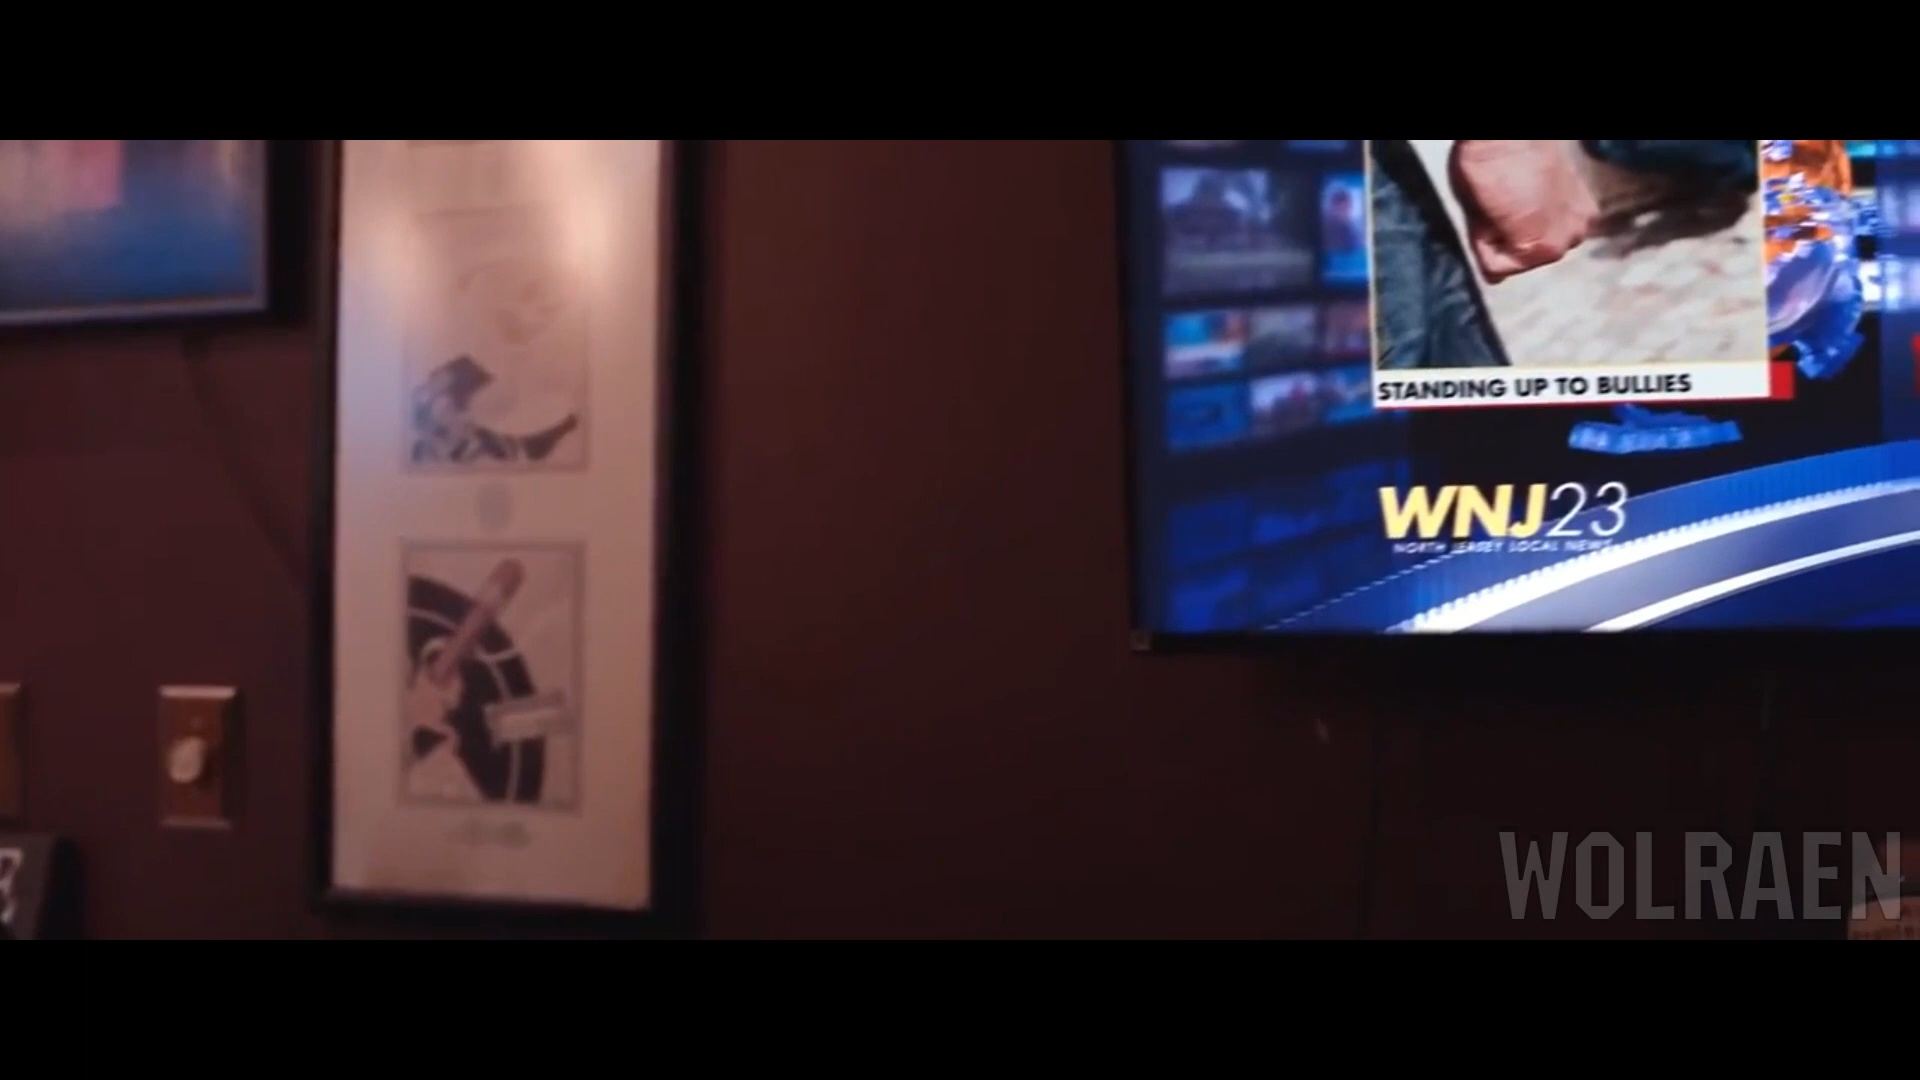 STANDING UP TO BULLIES
WNJ23
NORTH JERSEY LOCAL NEWS
WOLRAEN